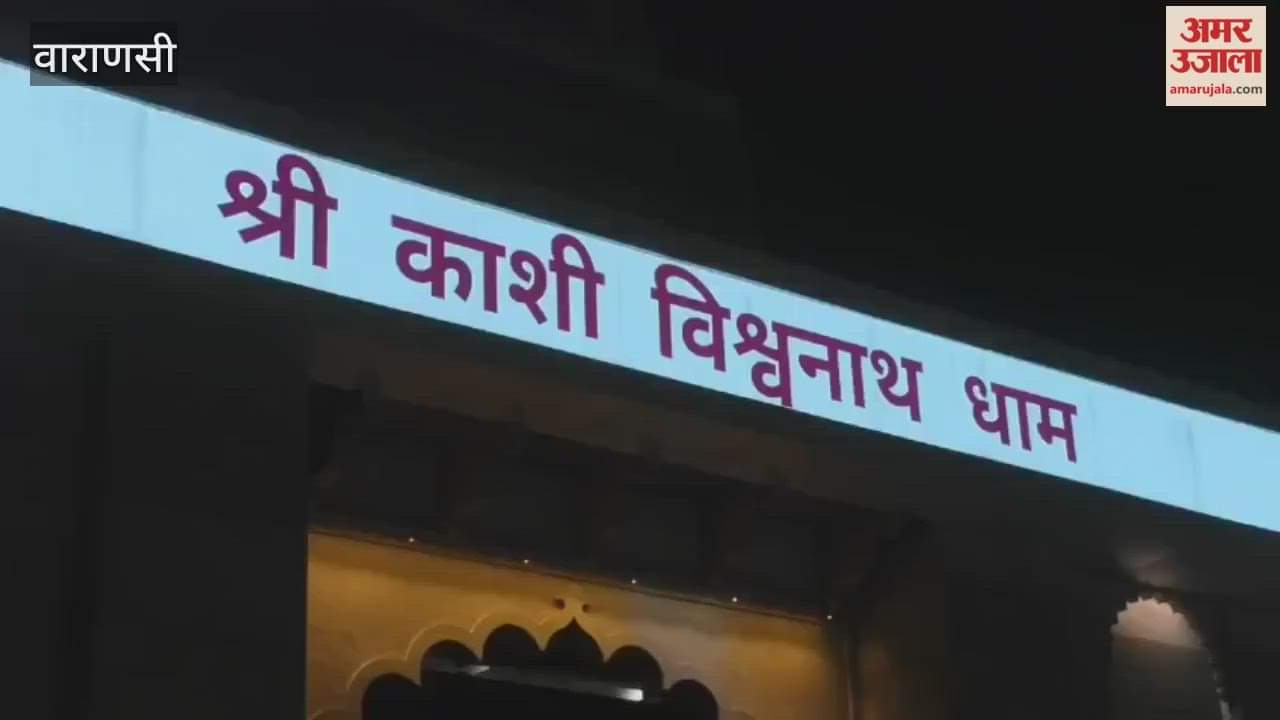 वाराणसी
अमर
उजाला
amarujala.com
श्री काशी विश्वनाथ धाम